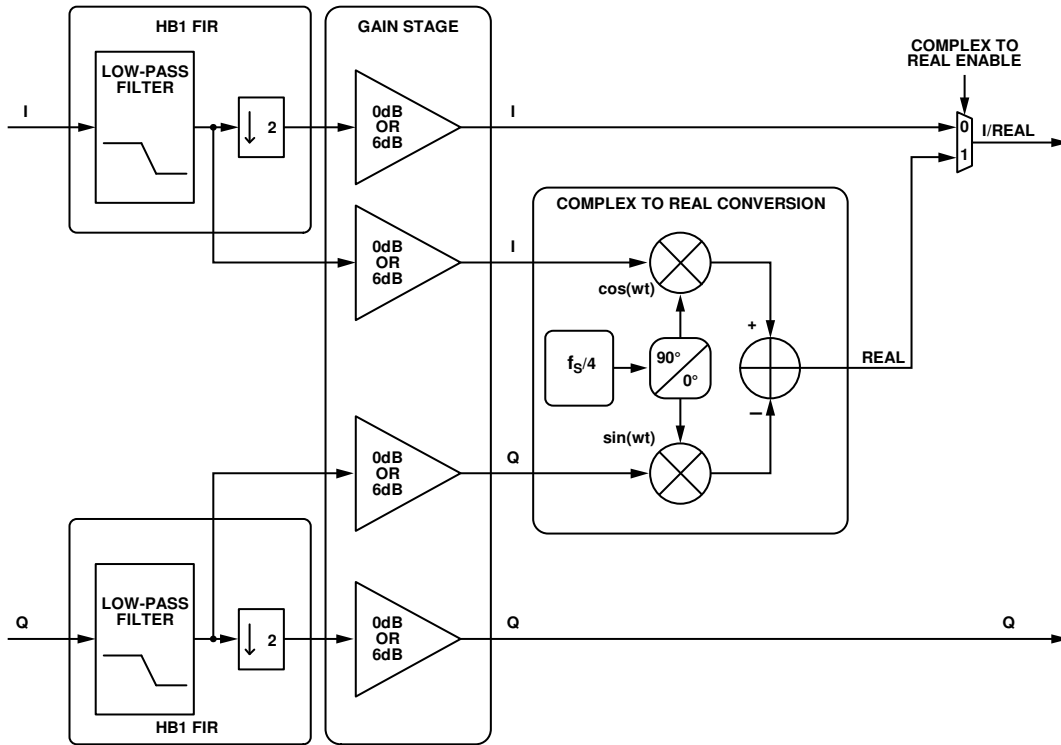 HB1 FIR
GAIN STAGE
LOW-PASS
FILTER
I
2
0dB
OR
6dB
I
COMPLEX TO
REAL ENABLE
0
1
I/REAL
0dB
OR
6dB
I
COMPLEX TO REAL CONVERSION
cos(wt)
fS/4
90°
0°
+
–
REAL
sin(wt)
0dB
OR
6dB
Q
Q
LOW-PASS
FILTER
2
HB1 FIR
0dB
OR
6dB
Q
Q